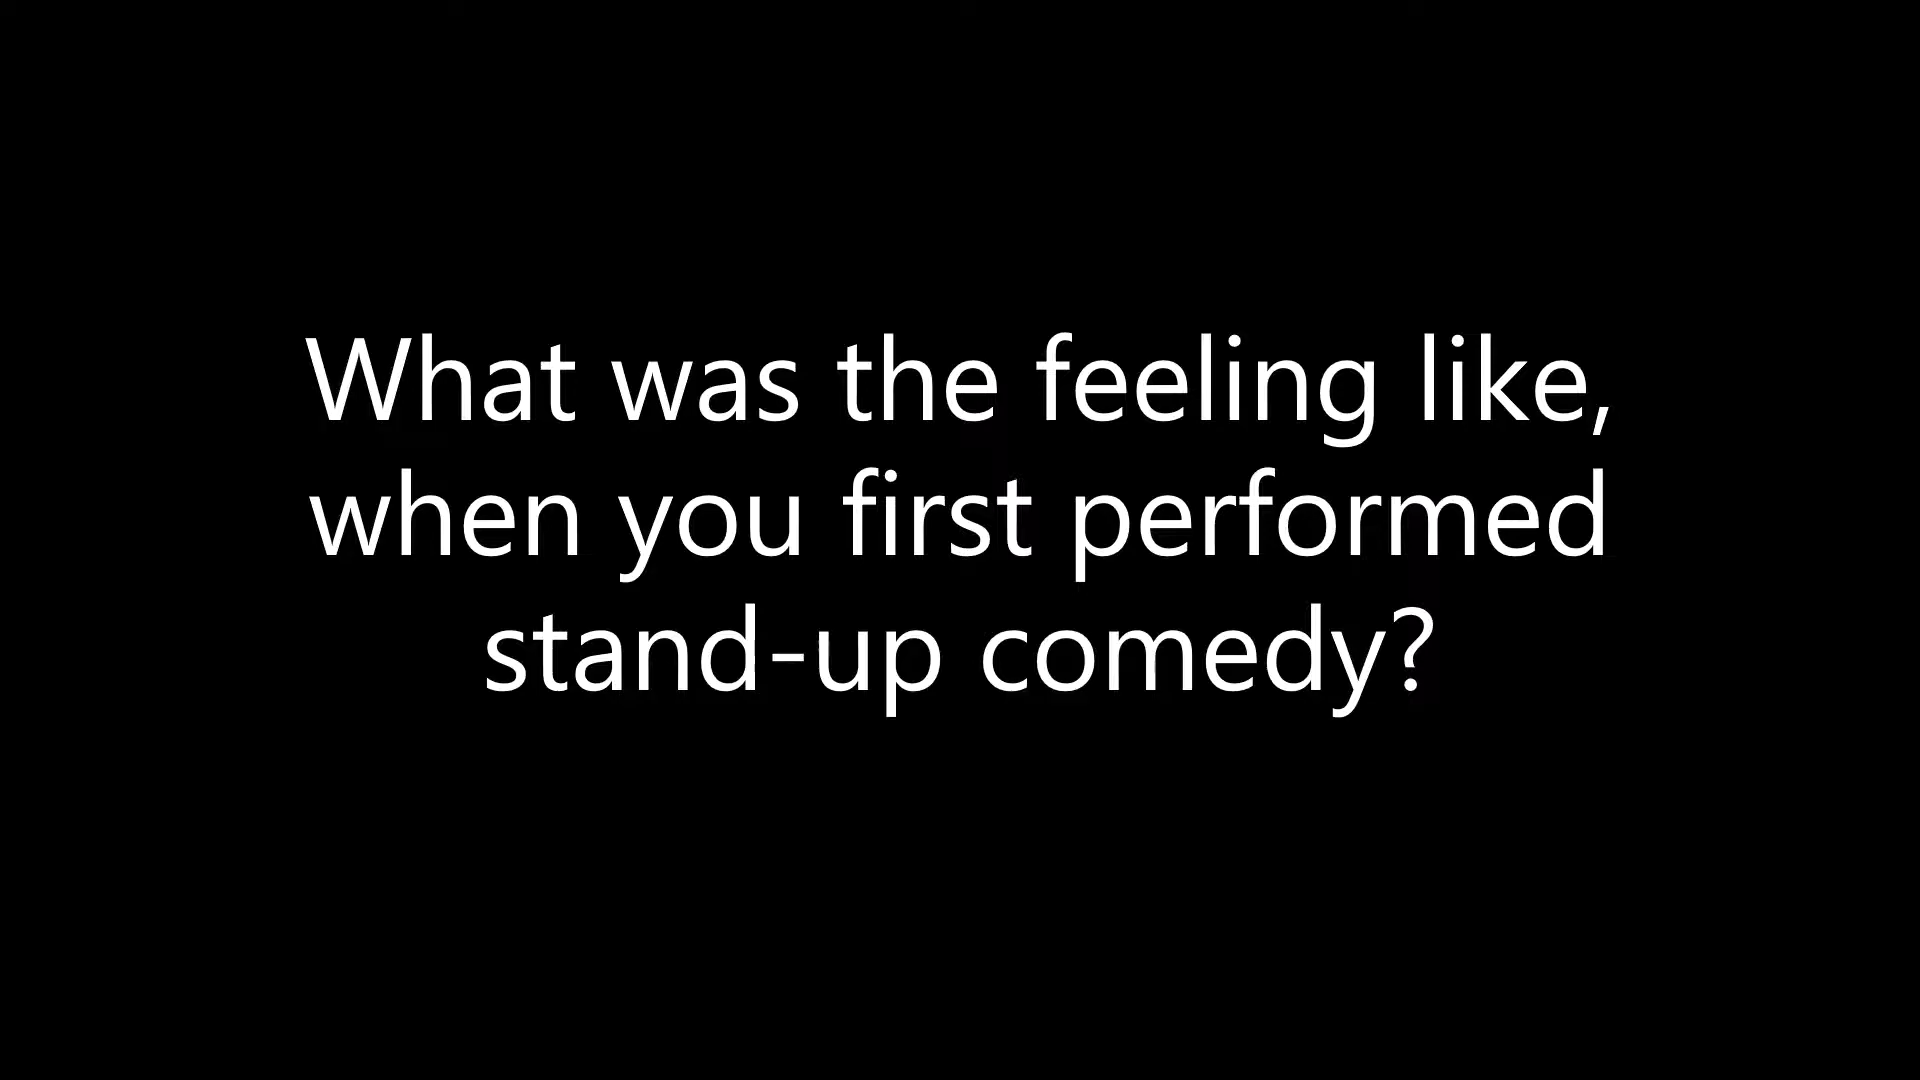 What was the feeling like,
when you first performed
stand-up comedy?